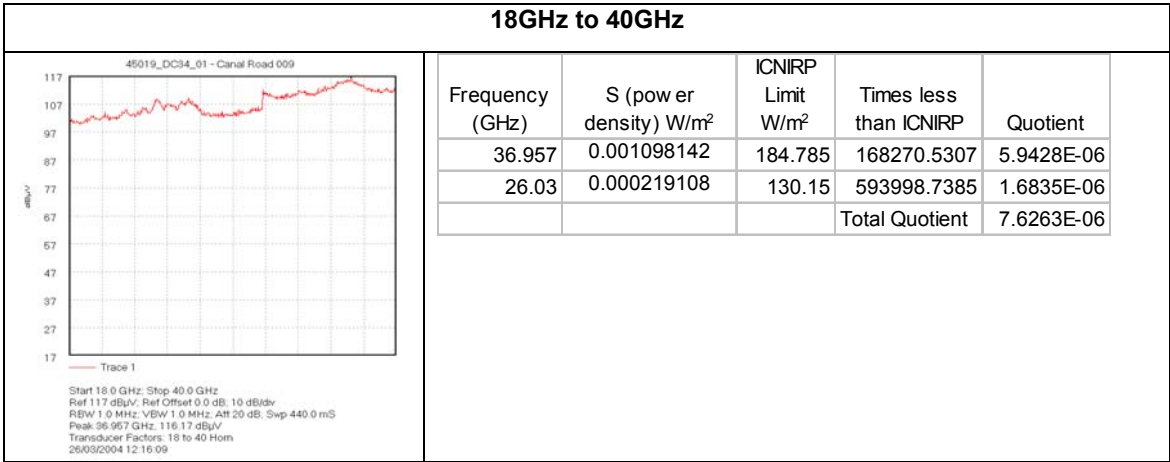 18GHz to 40GHz
45019_DC34_01 - Canal Road 009
117
107
97
87
77
67
57
47
37
27
17
dBµV
Trace 1
Start 18.0 GHz; Stop 40.0 GHz
Ref 117 dBµV; Ref Offset 0.0 dB; 10 dB/div
RBW 1.0 MHz; VBW 1.0 MHz; Att 20 dB; Swp 440.0 mS
Peak 36.957 GHz, 116.17 dBµV
Transducer Factors: 18 to 40 Horn
26/03/2004 12:16:09
Frequency (GHz) S (pow er density) W/m² ICNIRP Limit W/m² Times less than ICNIRP Quotient
36.957 0.001098142 184.785 168270.5307 5.9428E-06
26.03 0.000219108 130.15 593998.7385 1.6835E-06
Total Quotient 7.6263E-06